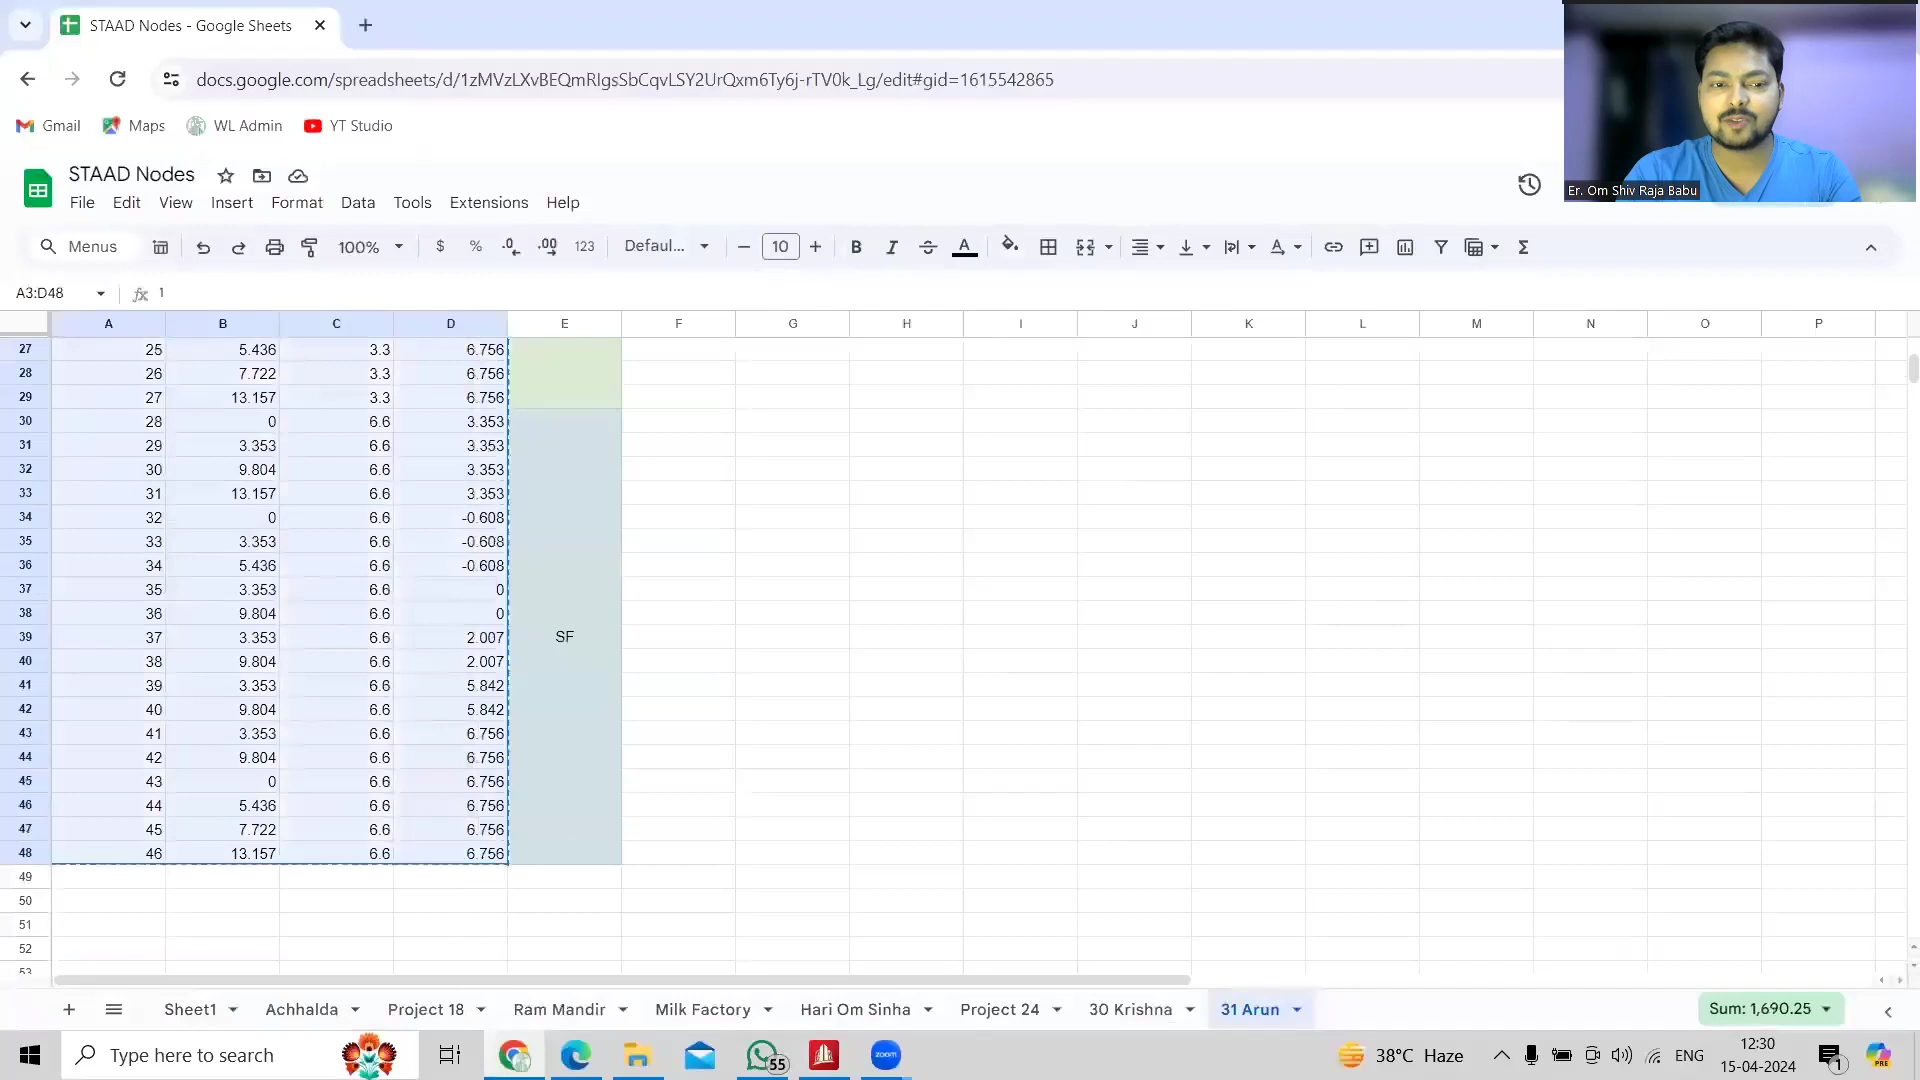 STAAD Nodes - Google Sheets
docs.google.com/spreadsheets/d/1zMVzLXvBEQmRIgsSbCqvLSY2UrQxm6Ty6j-rTV0k_Lg/edit#gid=1615542865
Gmail Maps WL Admin YT Studio
Er. Om Shiv Raja Babu
STAAD Nodes
File Edit View Insert Format Data Tools Extensions Help
Menus 100% $ % .0 .00 123 Defaul... 10 B I A
A3:D48 fx 1
A B C D E F G H I J K L M N O P
27 25 5.436 3.3 6.756
28 26 7.722 3.3 6.756
29 27 13.157 3.3 6.756
30 28 0 6.6 3.353
31 29 3.353 6.6 3.353
32 30 9.804 6.6 3.353
33 31 13.157 6.6 3.353
34 32 0 6.6 -0.608
35 33 3.353 6.6 -0.608
36 34 5.436 6.6 -0.608
37 35 3.353 6.6 0
38 36 9.804 6.6 0
39 37 3.353 6.6 2.007 SF
40 38 9.804 6.6 2.007
41 39 3.353 6.6 5.842
42 40 9.804 6.6 5.842
43 41 3.353 6.6 6.756
44 42 9.804 6.6 6.756
45 43 0 6.6 6.756
46 44 5.436 6.6 6.756
47 45 7.722 6.6 6.756
48 46 13.157 6.6 6.756
49
50
51
52
53
Sheet1 Achhalda Project 18 Ram Mandir Milk Factory Hari Om Sinha Project 24 30 Krishna 31 Arun Sum: 1,690.25
Type here to search 55 zoom 38°C Haze ENG 12:30
15-04-2024 1 PRE